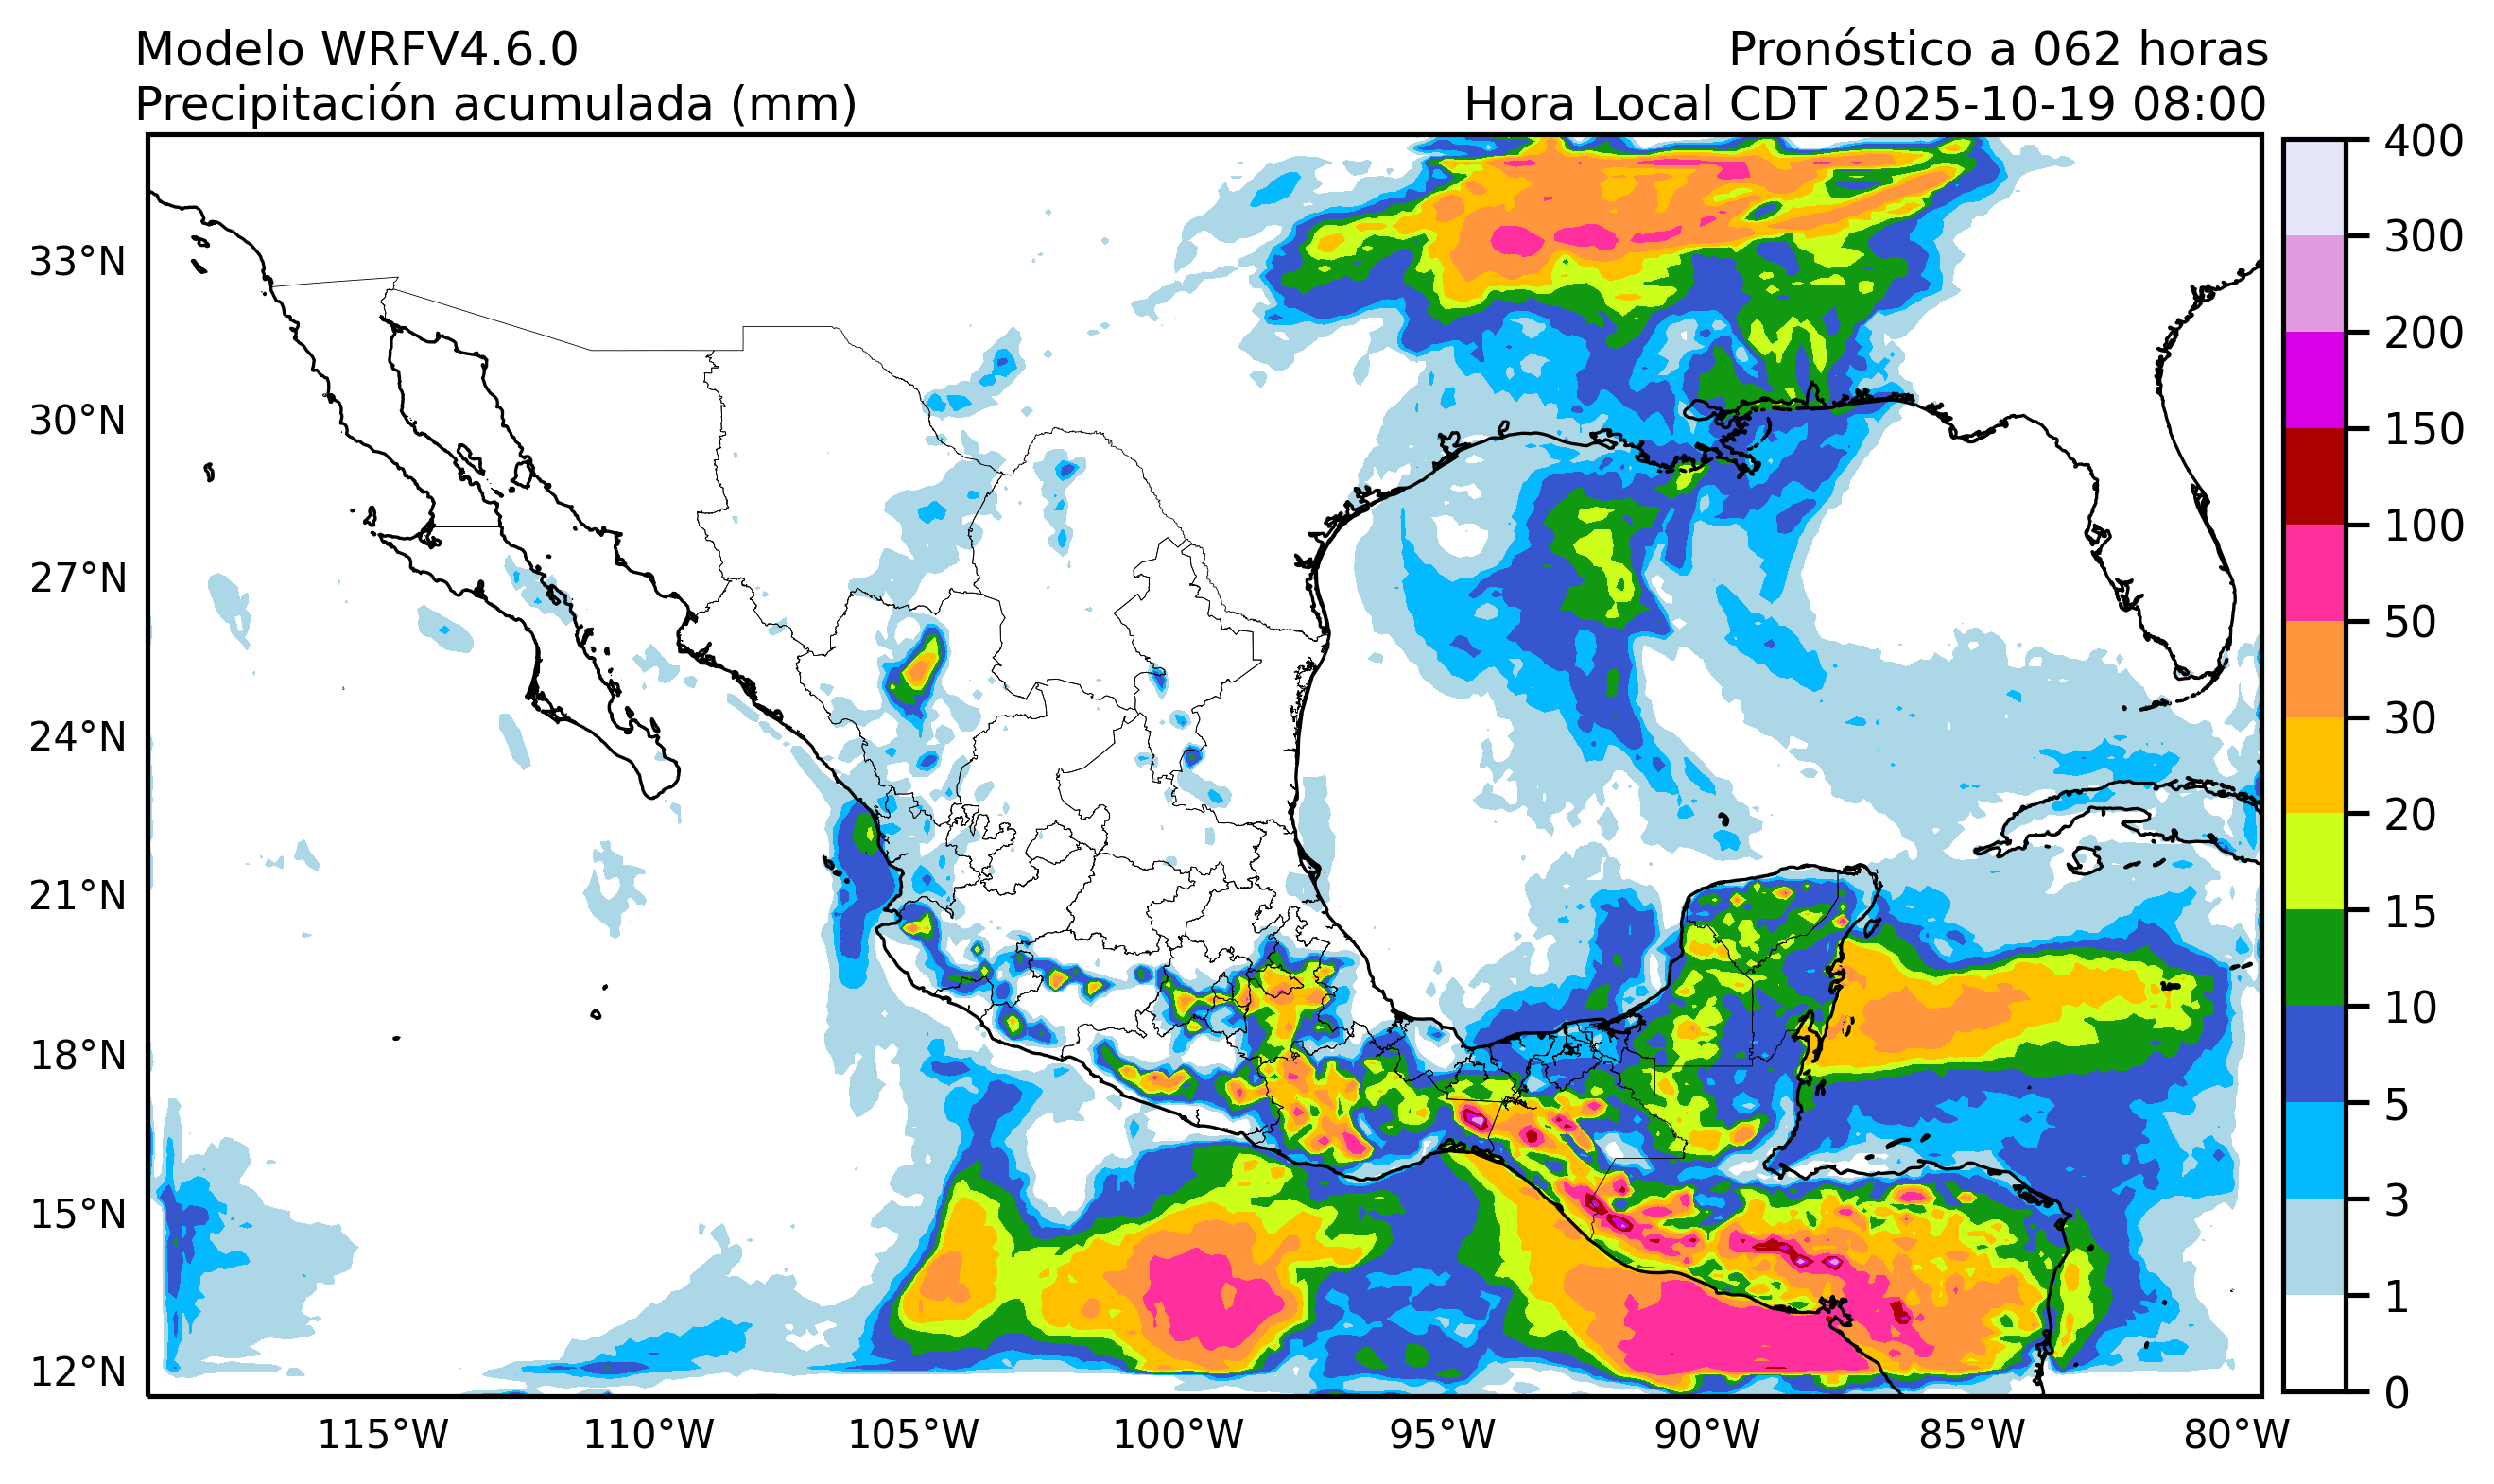 Modelo WRFV4.6.0
Pronóstico a 062 horas
Precipitación acumulada (mm)
Hora Local CDT 2025-10-19 08:00
33°N
30°N
27°N
24°N
21°N
18°N
15°N
12°N
115°W
110°W
105°W
100°W
95°W
90°W
85°W
80°W
400
300
200
150
100
50
30
20
15
10
5
3
1
0